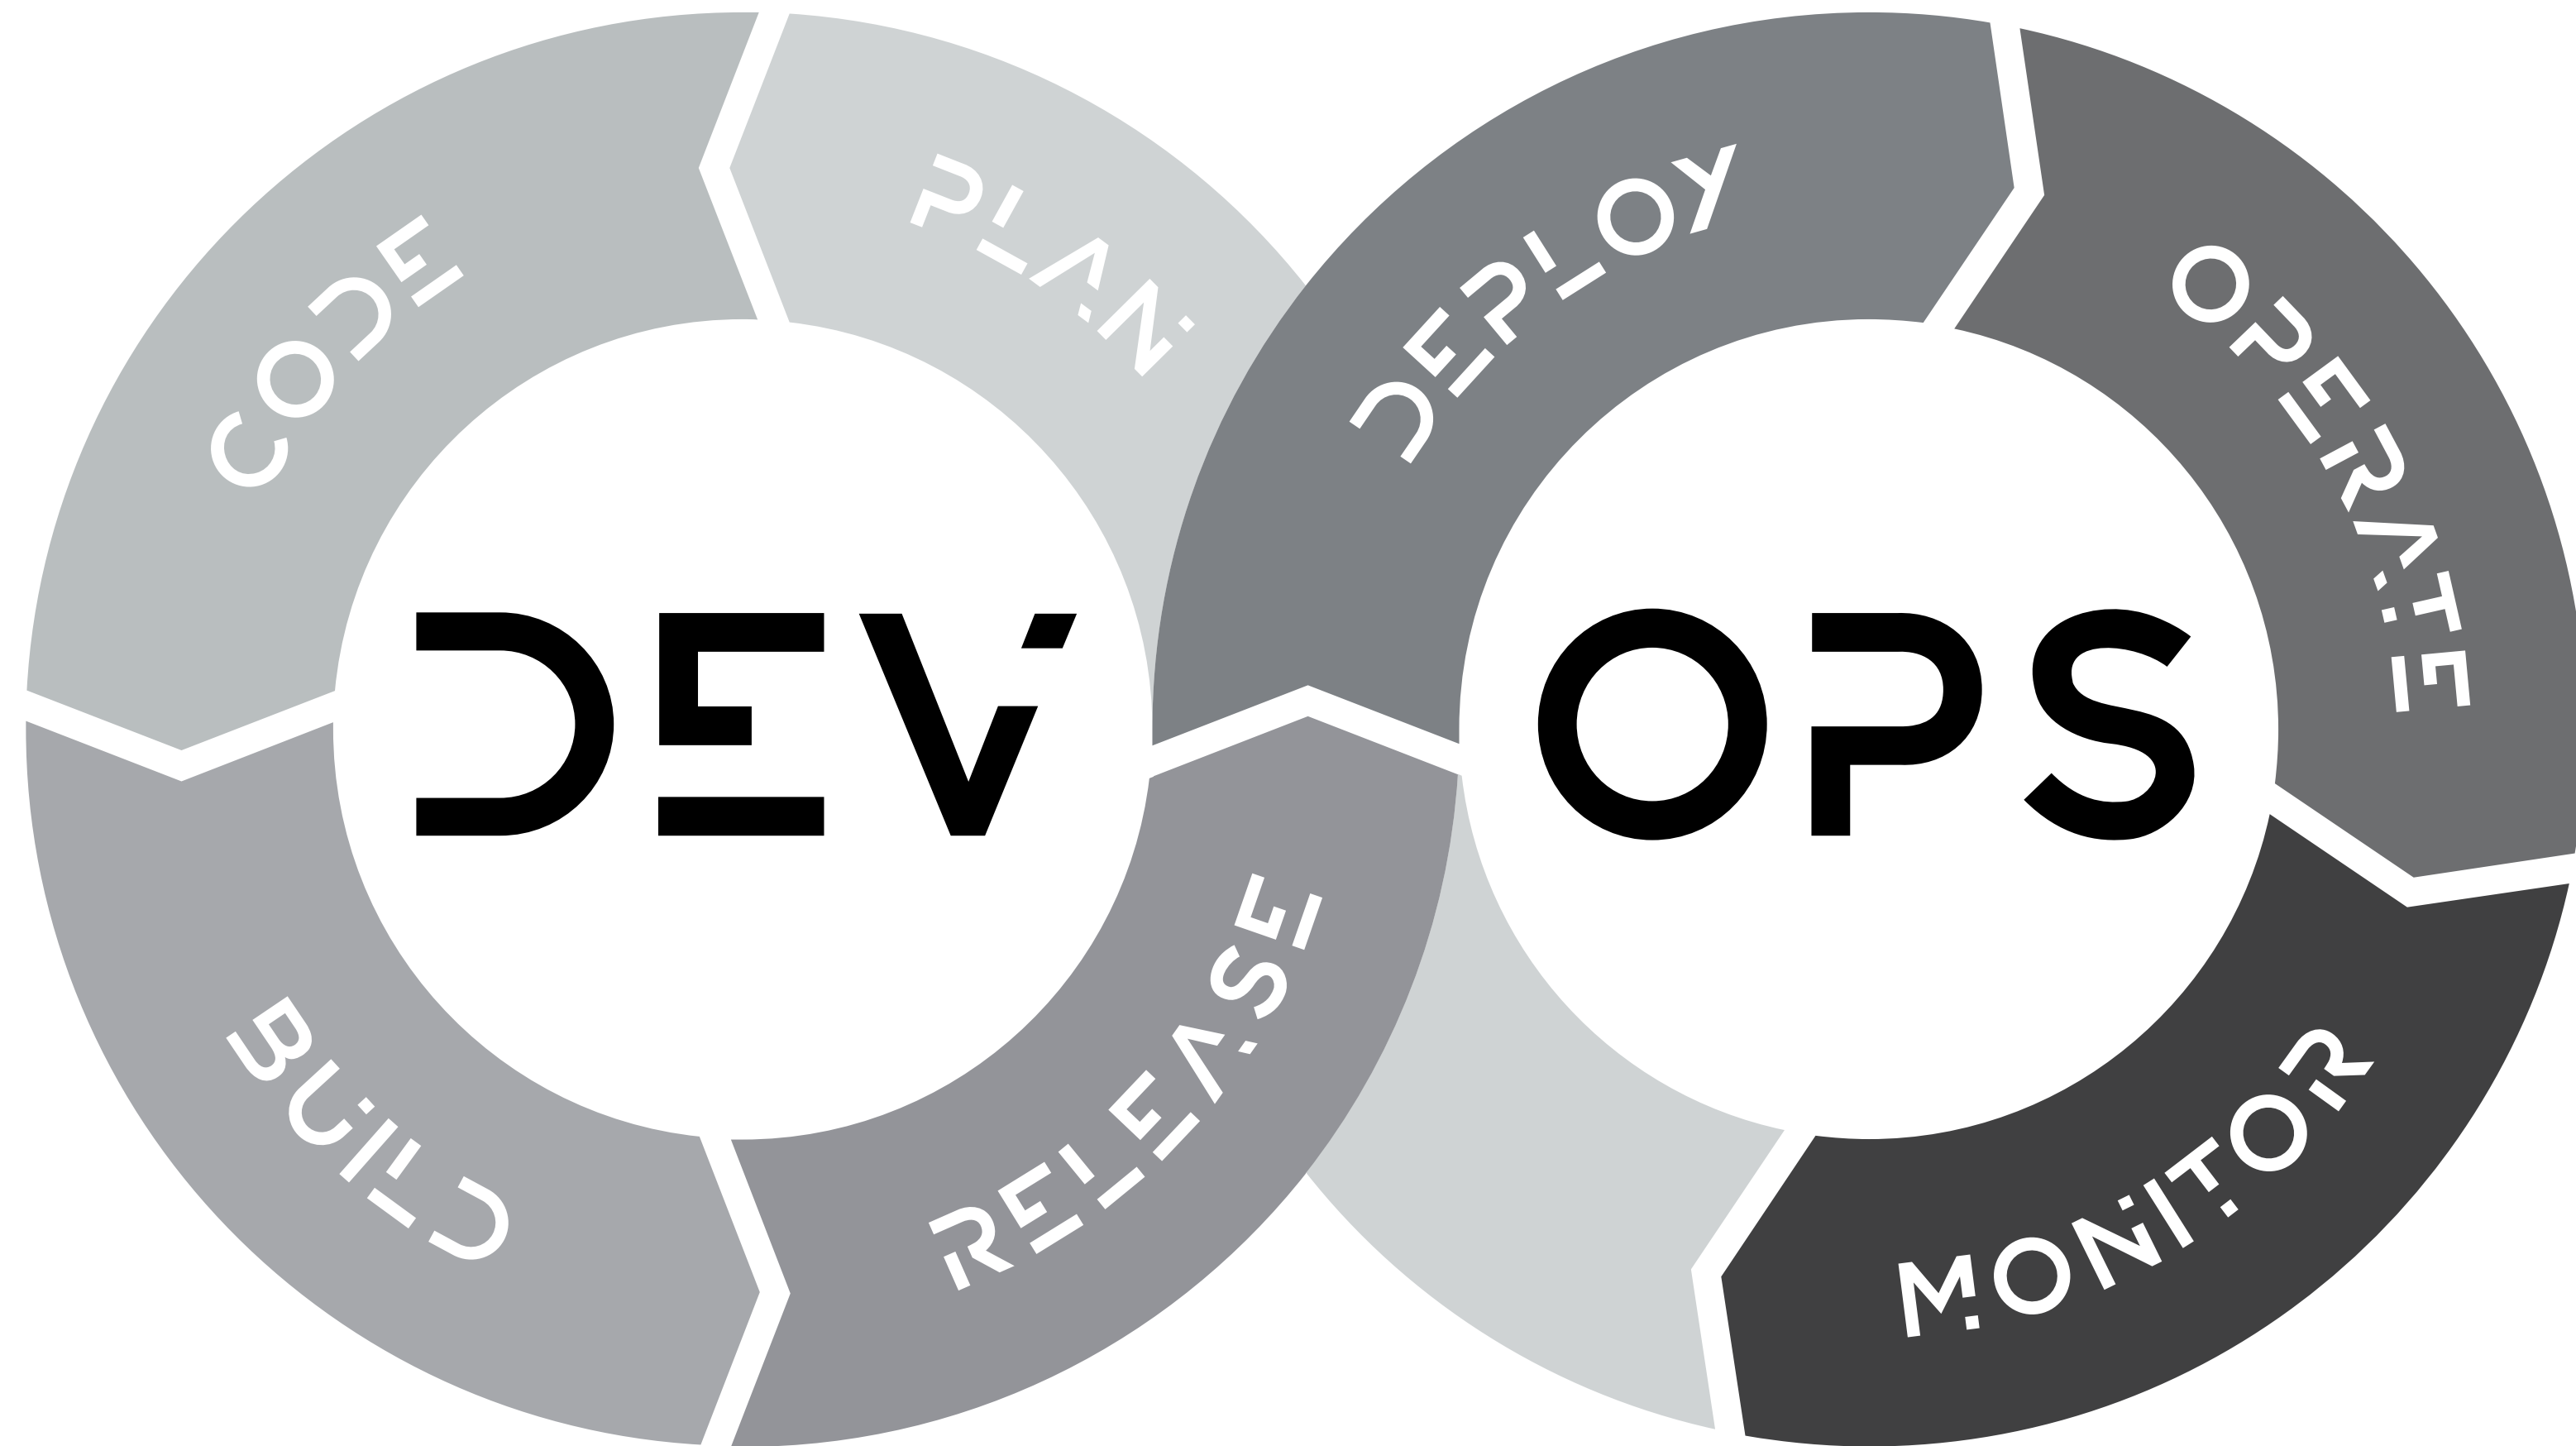 PLAN
CODE
BUILD
RELEASE
DEPLOY
OPERATE
MONITOR
DEV
OPS